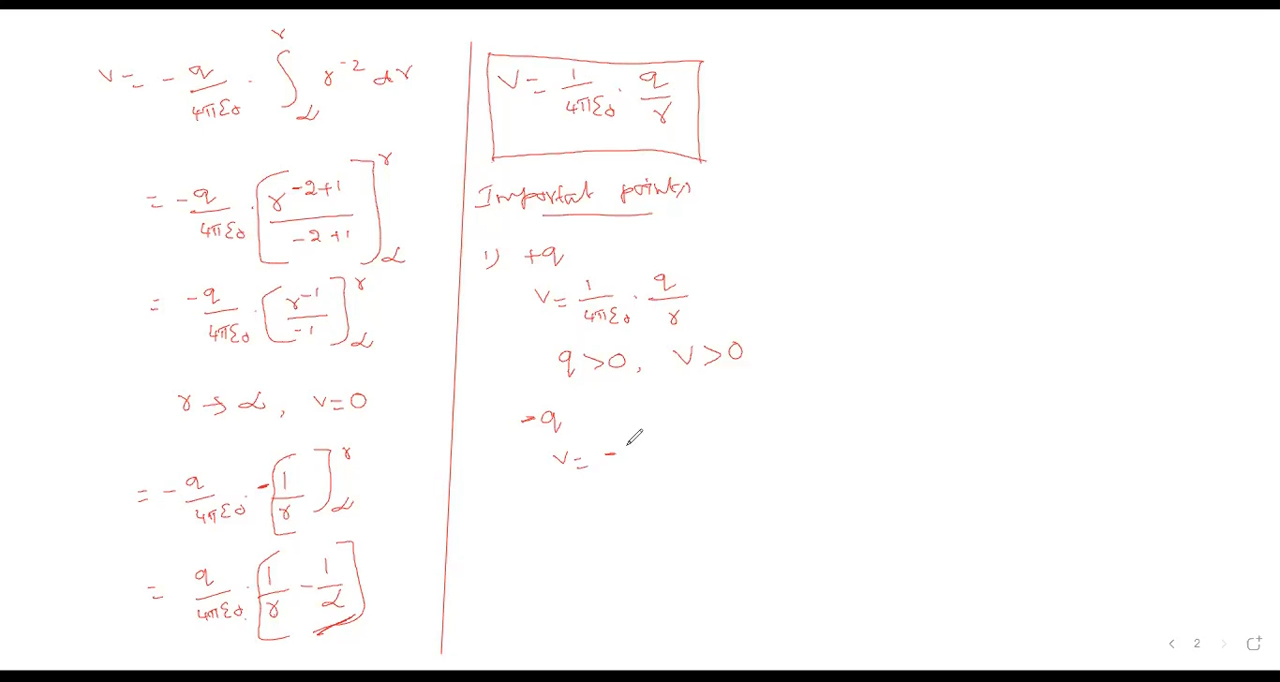 V = - q/4πε0 · ∫_∞^r r^-2 dr
= -q/4πε0 · [r^-2+1/-2+1]_∞^r
= -q/4πε0 · [r^-1/-1]_∞^r
r → ∞, V=0
= - q/4πε0 · -[1/r]_∞^r
= q/4πε0 · [1/r - 1/∞]
V = 1/4πε0 · q/r
Important points
1) +q
V = 1/4πε0 · q/r
q>0, V>0
-q
V = -
2